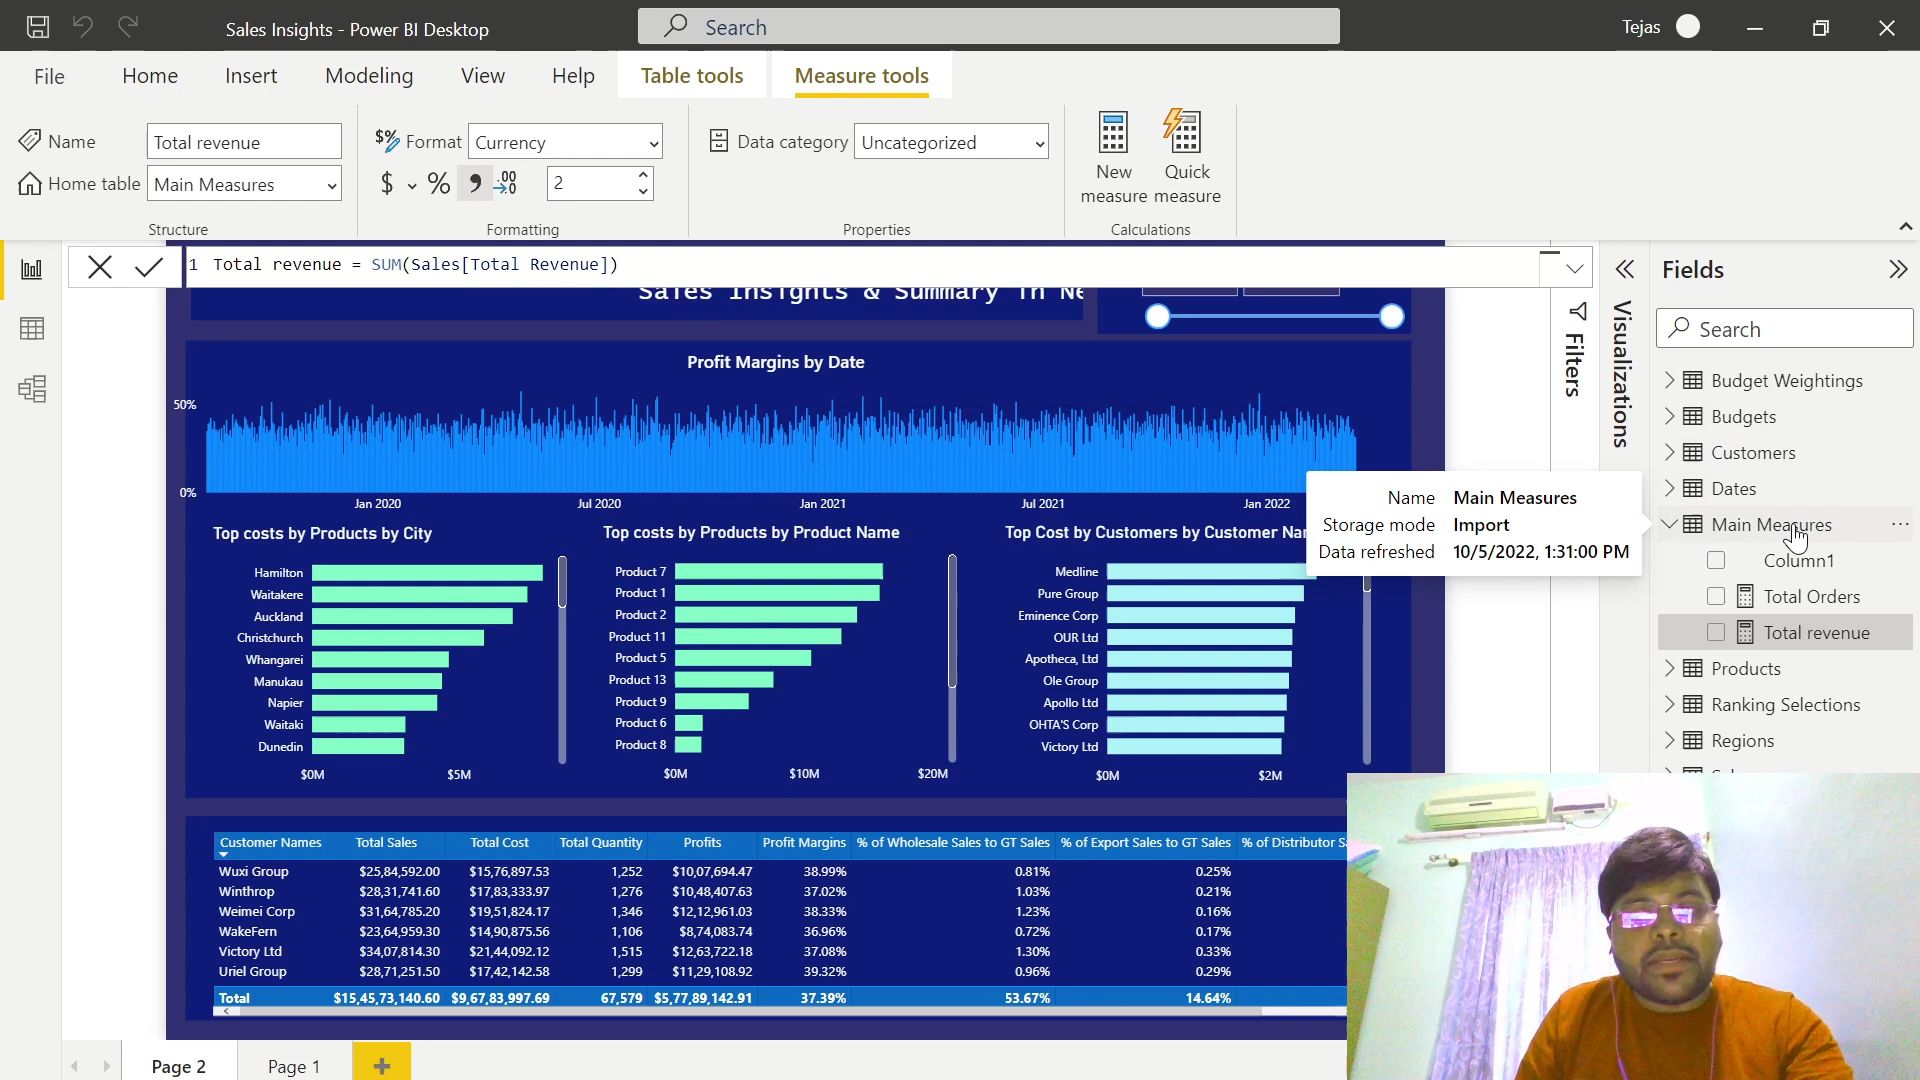 Sales Insights - Power BI Desktop
Search
Tejas
File
Home
Insert
Modeling
View
Help
Table tools
Measure tools
Name
Total revenue
Home table
Main Measures
Structure
Format
Currency
$
%
2
Formatting
Data category
Uncategorized
Properties
New measure
Quick measure
Calculations
1 Total revenue = SUM(Sales[Total Revenue])
Sales Insights & Summary in Ne
Filters
Visualizations
Fields
Search
Budget Weightings
Budgets
Customers
Dates
Main Measures
Column1
Total Orders
Total revenue
Products
Ranking Selections
Regions
Name Main Measures
Storage mode Import
Data refreshed 10/5/2022, 1:31:00 PM
Profit Margins by Date
50%
0%
Jan 2020
Jul 2020
Jan 2021
Jul 2021
Jan 2022
Top costs by Products by City
Hamilton
Waitakere
Auckland
Christchurch
Whangarei
Manukau
Napier
Waitaki
Dunedin
$0M
$5M
Top costs by Products by Product Name
Product 7
Product 1
Product 2
Product 11
Product 5
Product 13
Product 9
Product 6
Product 8
$0M
$10M
$20M
Top Cost by Customers by Customer Nar
Medline
Pure Group
Eminence Corp
OUR Ltd
Apotheca, Ltd
Ole Group
Apollo Ltd
OHTA'S Corp
Victory Ltd
$0M
$2M
Customer Names Total Sales Total Cost Total Quantity Profits Profit Margins % of Wholesale Sales to GT Sales % of Export Sales to GT Sales % of Distributor Sa
Wuxi Group $25,84,592.00 $15,76,897.53 1,252 $10,07,694.47 38.99% 0.81% 0.25%
Winthrop $28,31,741.60 $17,83,333.97 1,276 $10,48,407.63 37.02% 1.03% 0.21%
Weimei Corp $31,64,785.20 $19,51,824.17 1,346 $12,12,961.03 38.33% 1.23% 0.16%
WakeFern $23,64,959.30 $14,90,875.56 1,106 $8,74,083.74 36.96% 0.72% 0.17%
Victory Ltd $34,07,814.30 $21,44,092.12 1,515 $12,63,722.18 37.08% 1.30% 0.33%
Uriel Group $28,71,251.50 $17,42,142.58 1,299 $11,29,108.92 39.32% 0.96% 0.29%
Total $15,45,73,140.60 $9,67,83,997.69 67,579 $5,77,89,142.91 37.39% 53.67% 14.64%
Page 2
Page 1